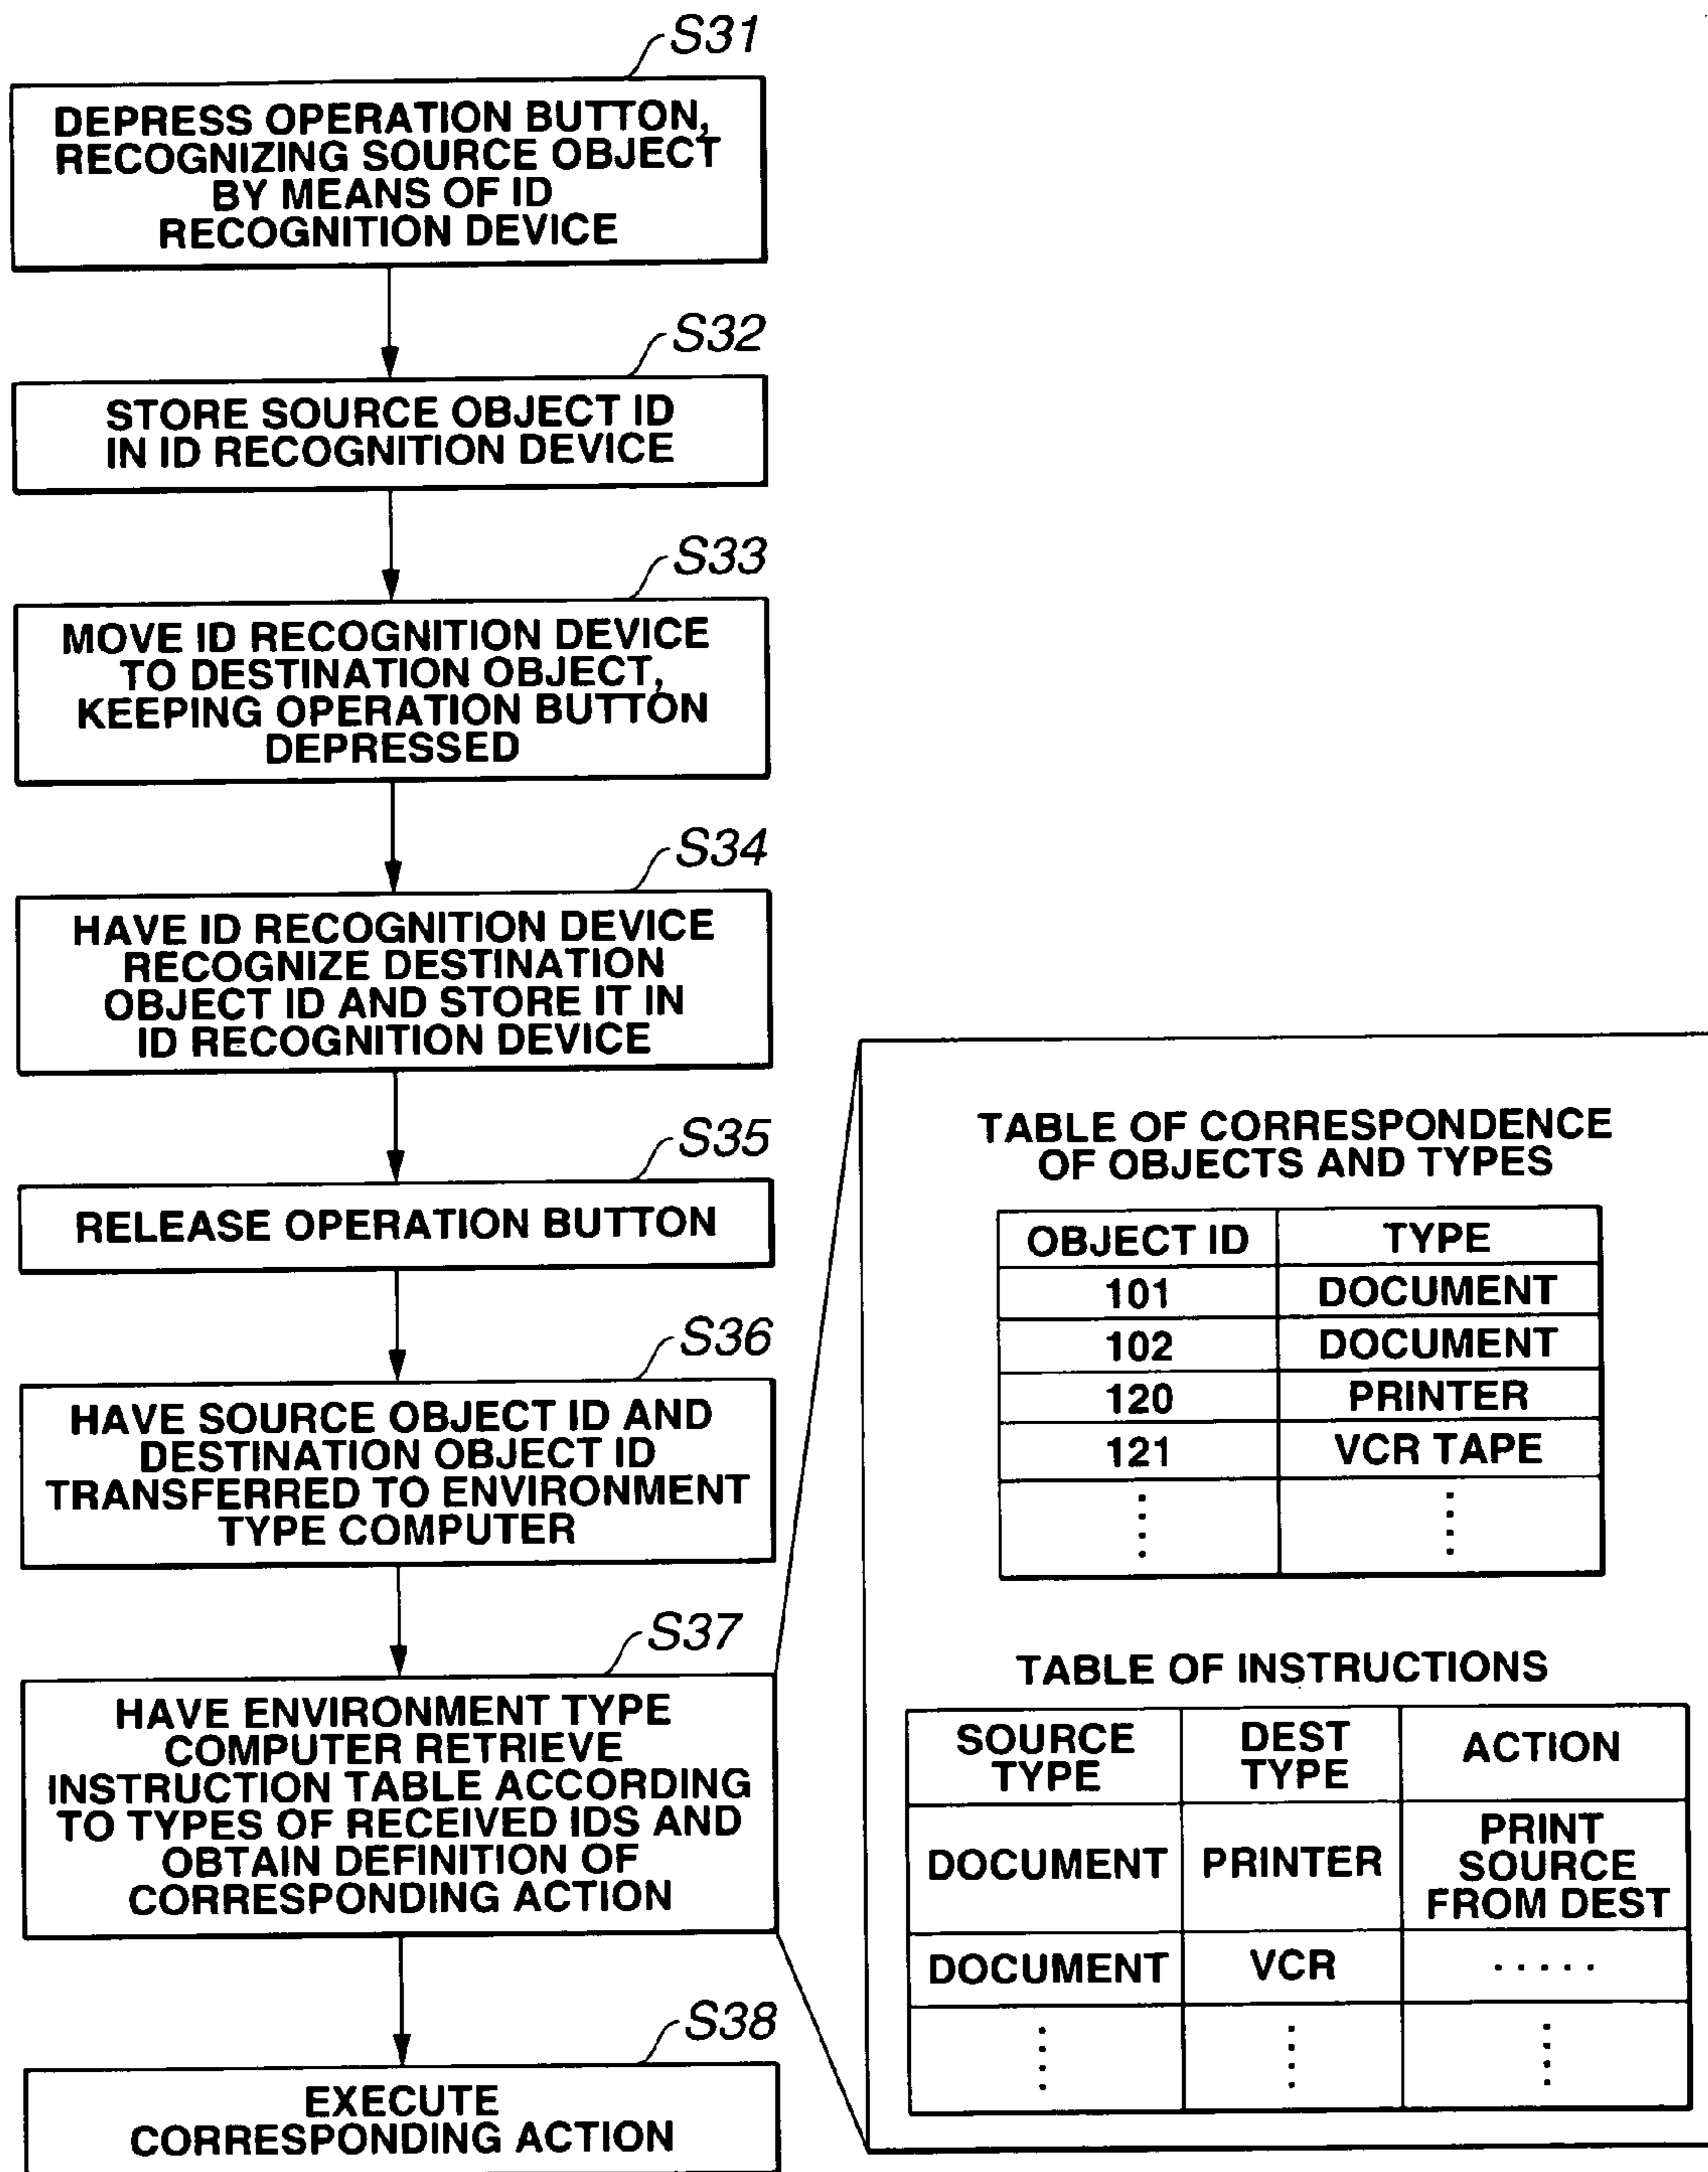 S31
DEPRESS OPERATION BUTTON,
RECOGNIZING SOURCE OBJECT
BY MEANS OF ID
RECOGNITION DEVICE
S32
STORE SOURCE OBJECT ID
IN ID RECOGNITION DEVICE
S33
MOVE ID RECOGNITION DEVICE
TO DESTINATION OBJECT,
KEEPING OPERATION BUTTON
DEPRESSED
S34
HAVE ID RECOGNITION DEVICE
RECOGNIZE DESTINATION
OBJECT ID AND STORE IT IN
ID RECOGNITION DEVICE
S35
RELEASE OPERATION BUTTON
S36
HAVE SOURCE OBJECT ID AND
DESTINATION OBJECT ID
TRANSFERRED TO ENVIRONMENT
TYPE COMPUTER
S37
HAVE ENVIRONMENT TYPE
COMPUTER RETRIEVE
INSTRUCTION TABLE ACCORDING
TO TYPES OF RECEIVED IDS AND
OBTAIN DEFINITION OF
CORRESPONDING ACTION
S38
EXECUTE
CORRESPONDING ACTION
TABLE OF CORRESPONDENCE
OF OBJECTS AND TYPES
OBJECT ID TYPE
101 DOCUMENT
102 DOCUMENT
120 PRINTER
121 VCR TAPE
TABLE OF INSTRUCTIONS
SOURCE TYPE DEST TYPE ACTION
DOCUMENT PRINTER PRINT SOURCE FROM DEST
DOCUMENT VCR .....